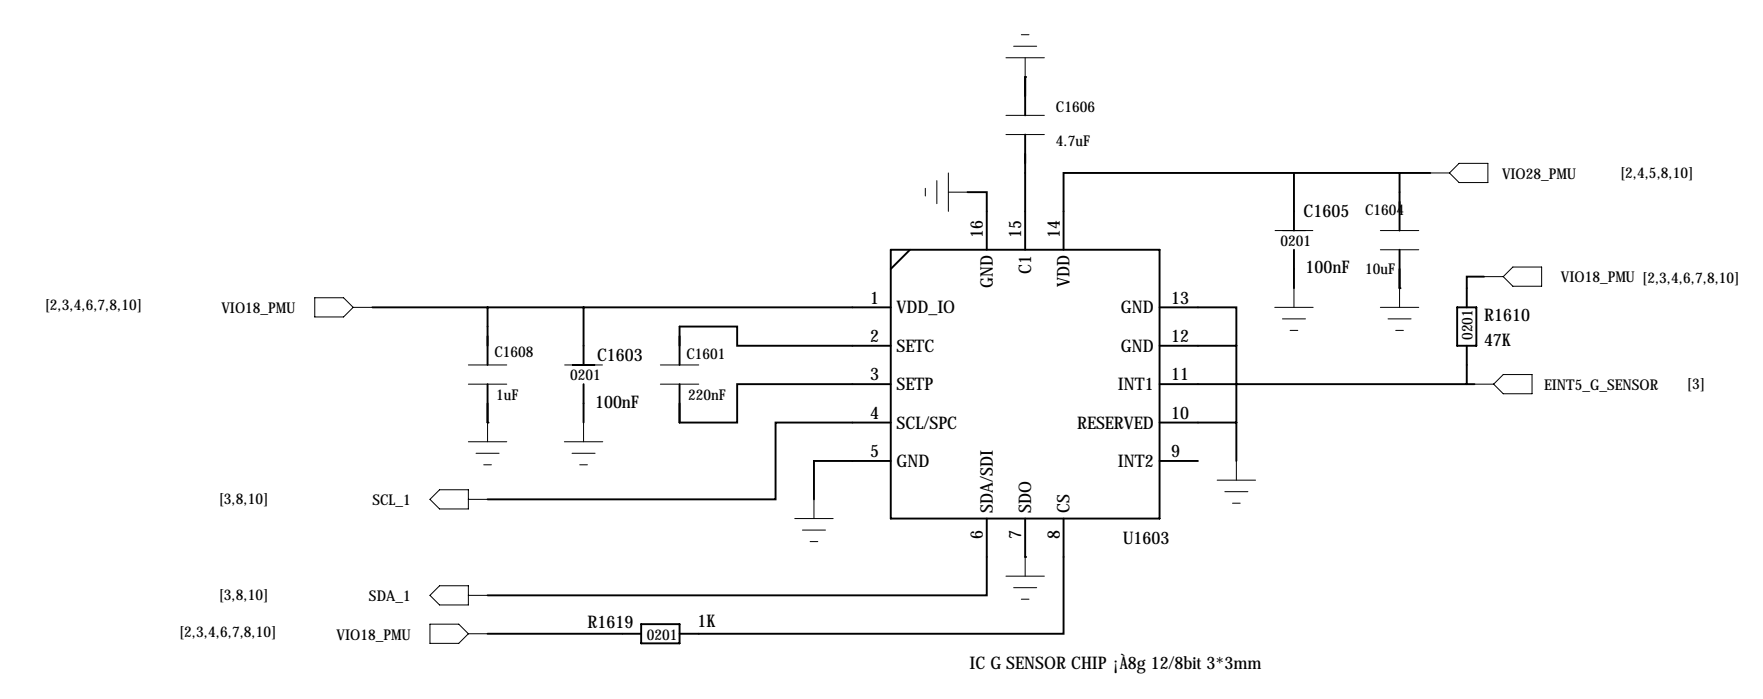 C1606
4.7uF
VIO28_PMU [2,4,5,8,10]
16
15
14
C1605
C1604
0201
100nF
10uF
GND
C1
VDD
VIO18_PMU [2,3,4,6,7,8,10]
[2,3,4,6,7,8,10] VIO18_PMU
1 VDD_IO
GND 13
R1610
0201
47K
2 SETC
GND 12
C1608
1uF
C1603
0201
100nF
C1601
220nF
3 SETP
INT1 11
EINT5_G_SENSOR [3]
4 SCL/SPC
RESERVED 10
5 GND
INT2 9
[3,8,10] SCL_1
SDA/SDI
SDO
CS
6
7
8
U1603
[3,8,10] SDA_1
[2,3,4,6,7,8,10] VIO18_PMU
R1619 0201 1K
IC G SENSOR CHIP ¡À8g 12/8bit 3*3mm